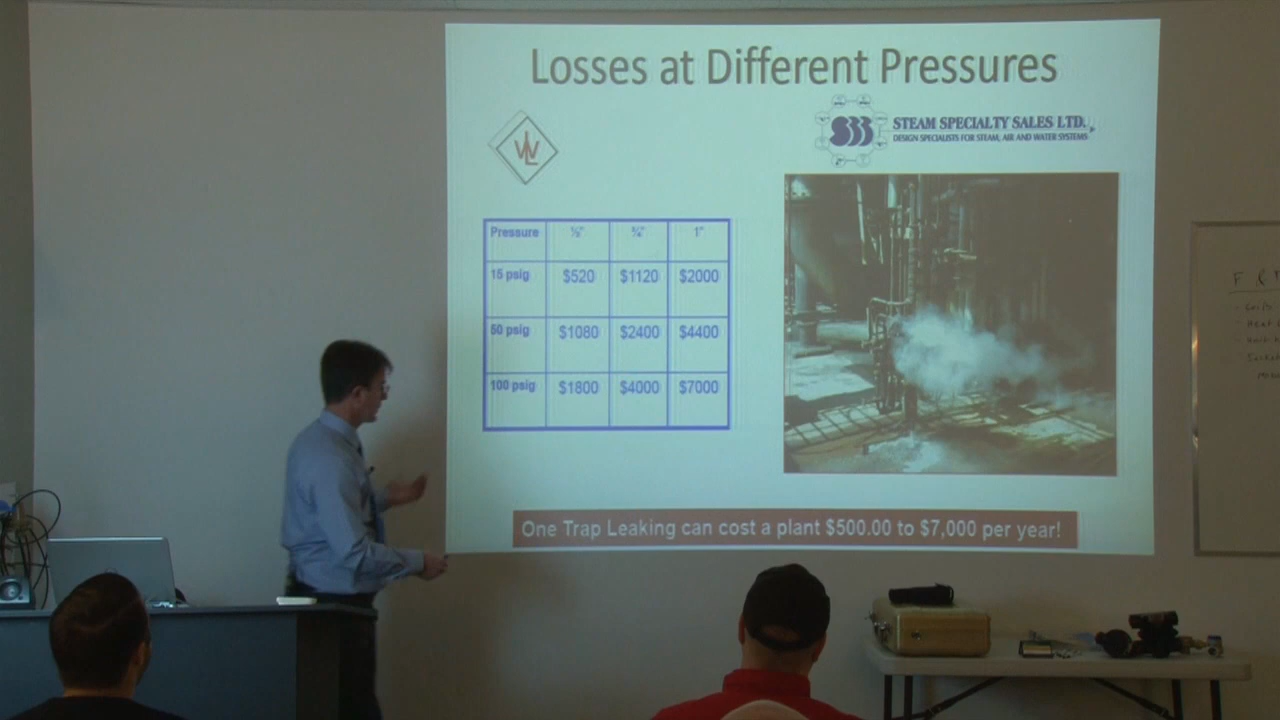 Losses at Different Pressures
STEAM SPECIALTY SALES LTD.
DESIGN SPECIALISTS FOR STEAM, AIR AND WATER SYSTEMS
Pressure ½" ¾" 1"
15 psig $520 $1120 $2000
50 psig $1080 $2400 $4400
100 psig $1800 $4000 $7000
One Trap Leaking can cost a plant $500.00 to $7,000 per year!